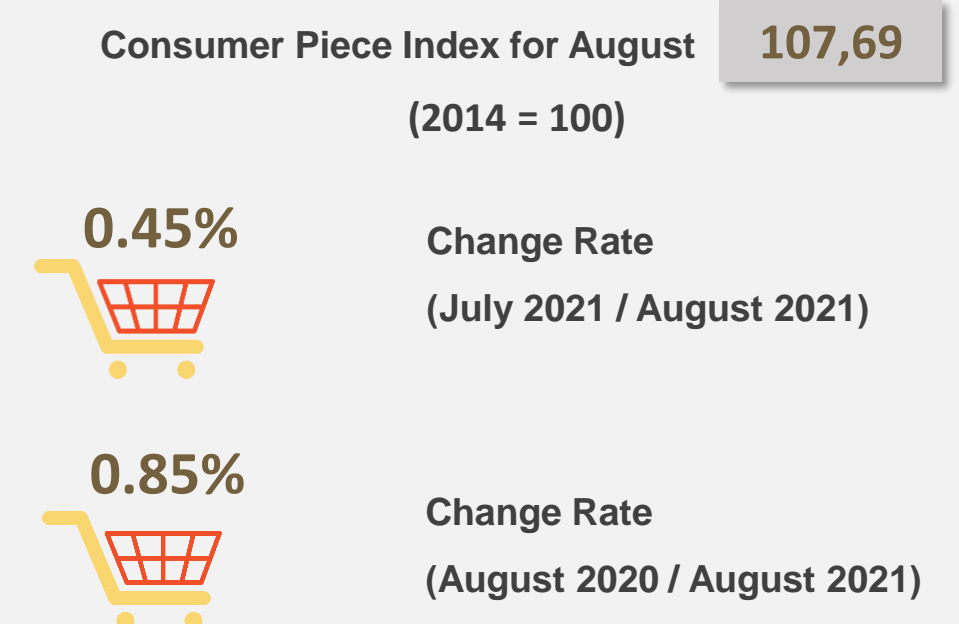 Consumer Piece Index for August 107,69
(2014 = 100)
0.45%
Change Rate
(July 2021 / August 2021)
0.85%
Change Rate
(August 2020 / August 2021)